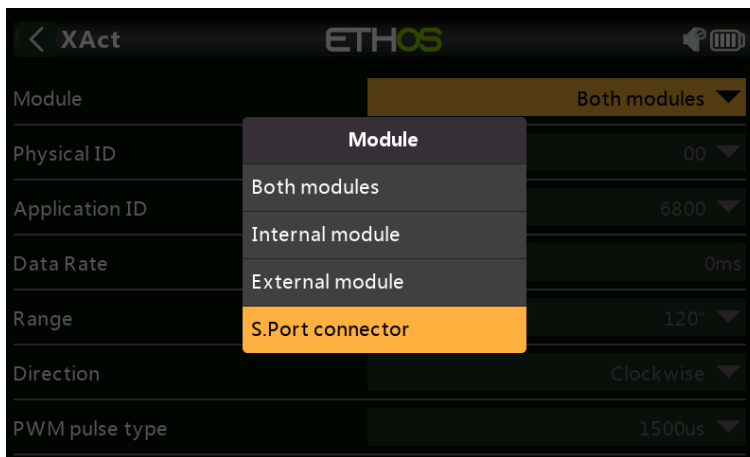 XAct
ETHOS
Module
Both modules
Physical ID
00
Application ID
6800
Data Rate
0ms
Range
120°
Direction
Clockwise
PWM pulse type
1500us
Module
Both modules
Internal module
External module
S.Port connector